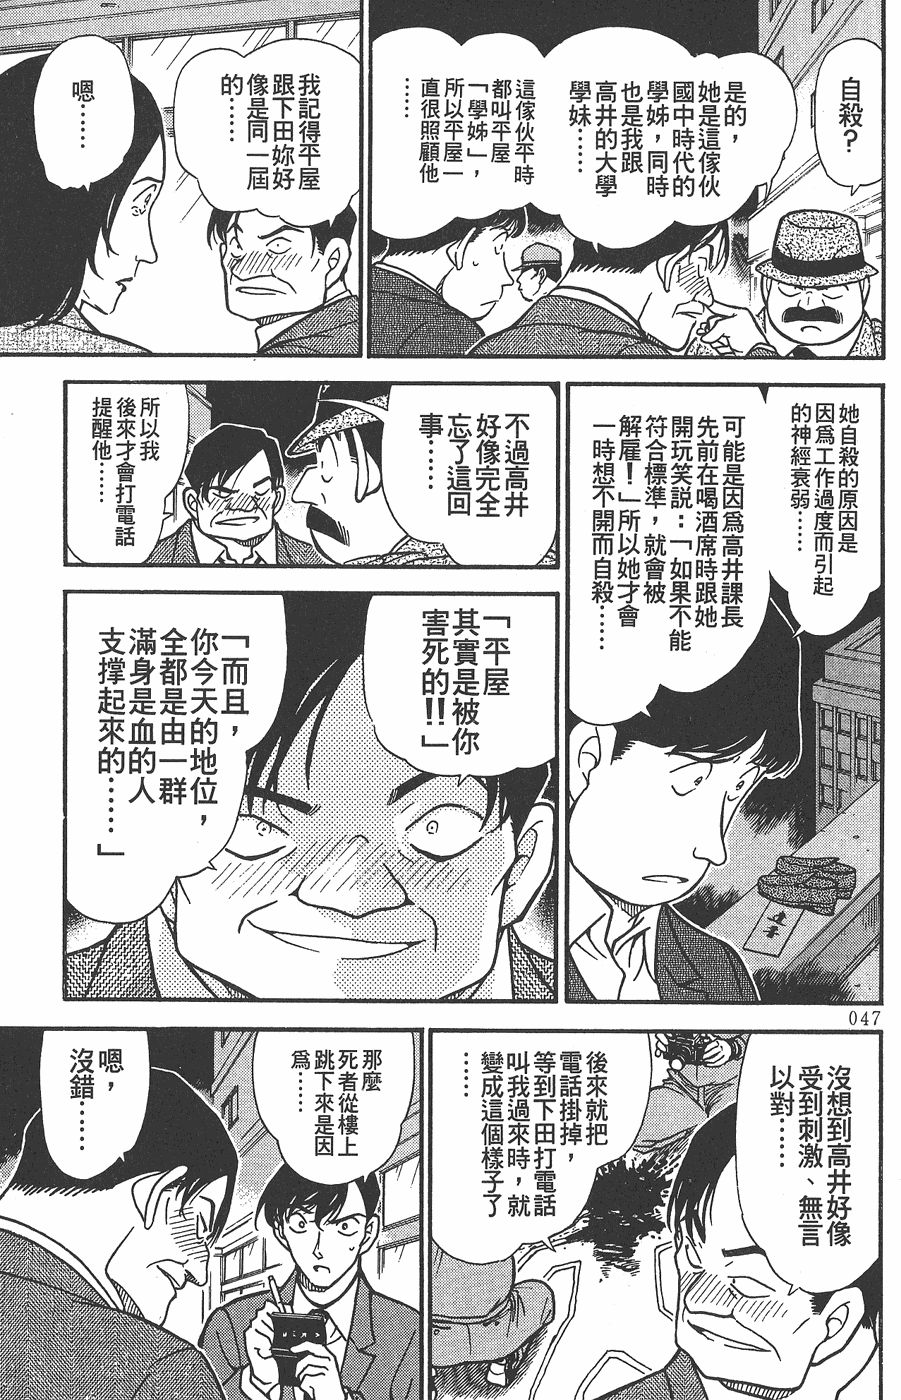 自殺?
是的，
她是這傢伙
國中時代的
學姊，同時
也是我跟
高井的大學
學妹……
這傢伙平時
都叫平屋
「學姊」，
所以平屋一
直很照顧他
我記得平屋
跟下田妳好
像是同一屆
的……
嗯……
她自殺的原因是
因為工作過度而引起
的神經衰弱……
可能是因為高井課長
先前在喝酒席時跟她
開玩笑說：「如果不能
符合標準，就會被
解雇！」所以她才會
一時想不開而自殺……
不過高井
好像完全
忘了這回
事……
所以我
後來才會打電話
提醒他……
「平屋
其實是被你
害死的!!」
「而且，
你今天的地位，
全都是由一群
滿身是血的人
支撐起來的……」
047
沒想到高井好像
受到刺激、無言
以對……
後來就把
電話掛掉，
等到下田打電話
叫我過來時，就
變成這個樣子了
……
那麼
死者從樓上
跳下來是因
為……
嗯，
沒錯……